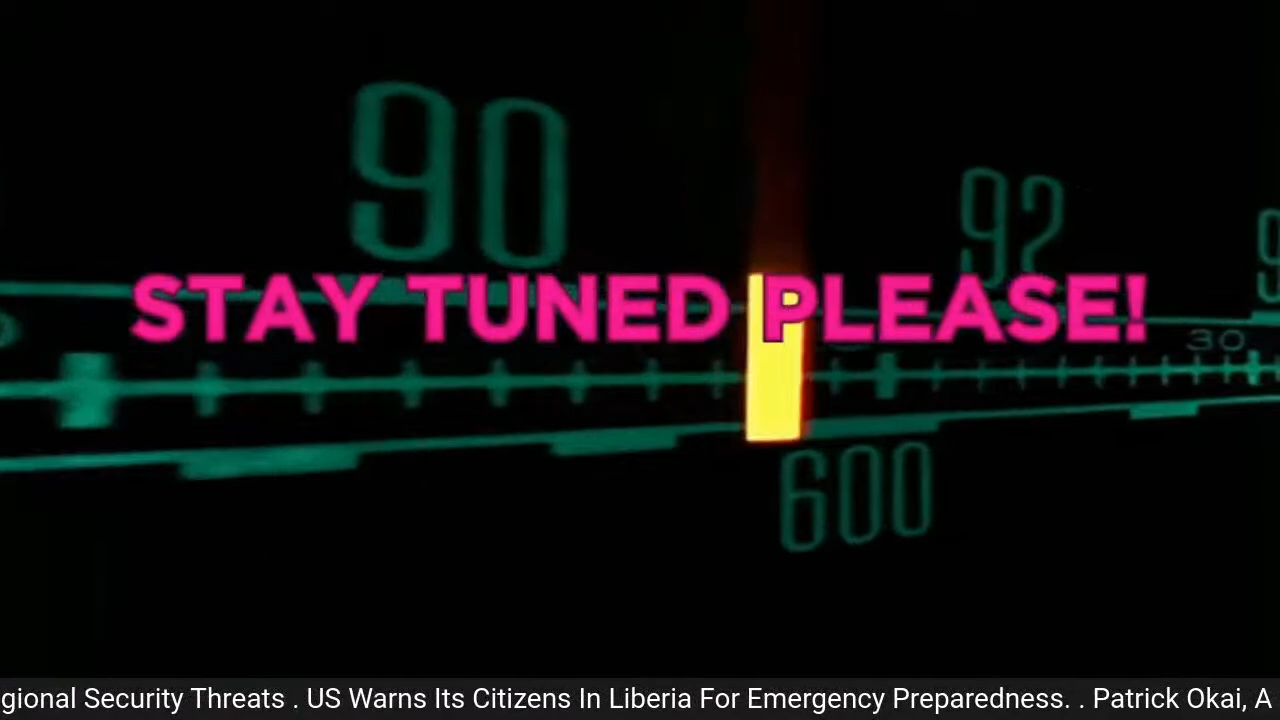 90
92
STAY TUNED PLEASE!
30
600
gional Security Threats . US Warns Its Citizens In Liberia For Emergency Preparedness. . Patrick Okai, A